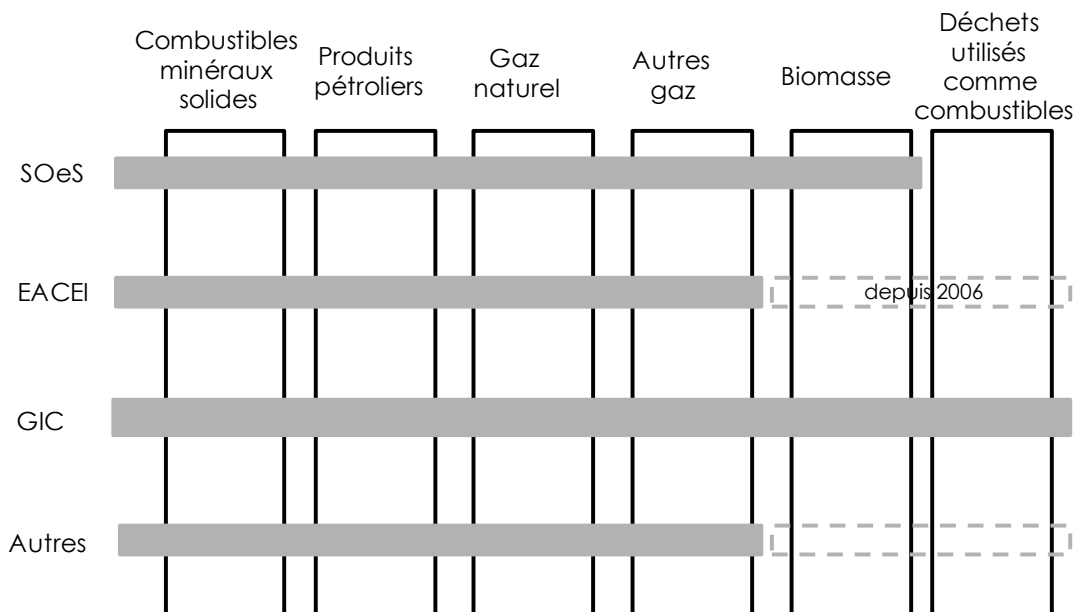 Combustibles
minéraux
solides
Produits
pétroliers
Gaz
naturel
Autres
gaz
Biomasse
Déchets
utilisés
comme
combustibles
SOeS
EACEI
depuis 2006
GIC
Autres